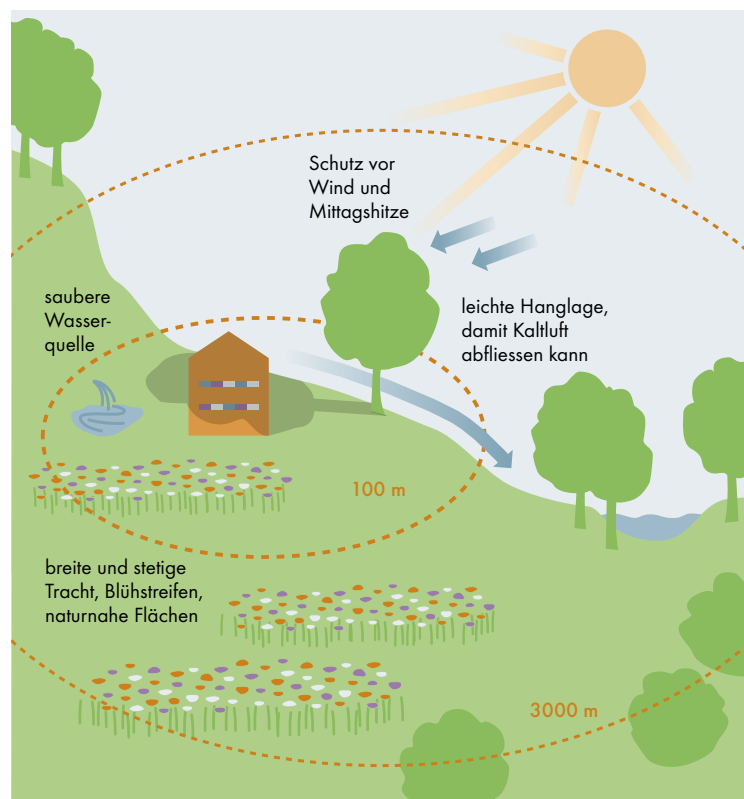 Schutz vor
Wind und
Mittagshitze
saubere
Wasser-
quelle
leichte Hanglage,
damit Kaltluft
abfliessen kann
100 m
breite und stetige
Tracht, Blühstreifen,
naturnahe Flächen
3000 m